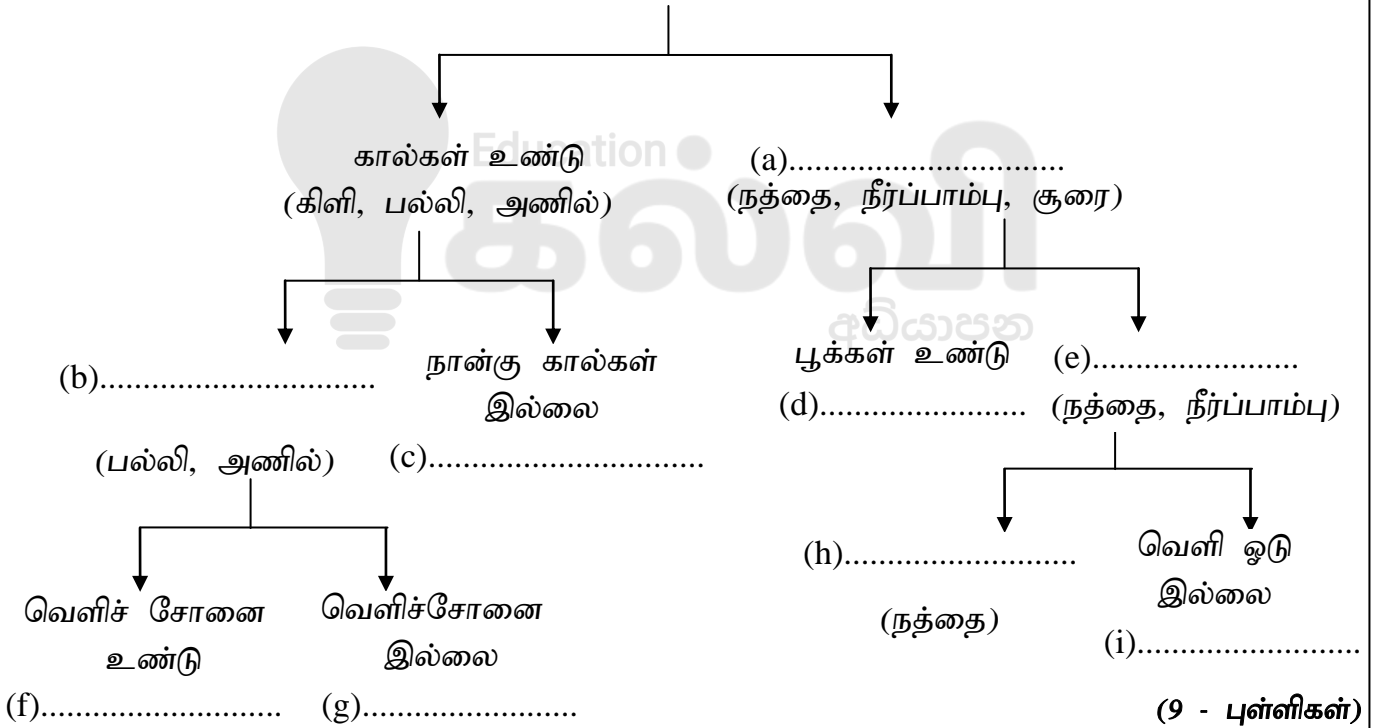 Education
கல்வி
අධ්‍යාපන
கால்கள் உண்டு
(கிளி, பல்லி, அணில்)
(a)................................
(நத்தை, நீர்ப்பாம்பு, சூரை)
(b)................................
நான்கு கால்கள்
இல்லை
(c)................................
பூக்கள் உண்டு
(d)........................
(e)........................
(நத்தை, நீர்ப்பாம்பு)
(பல்லி, அணில்)
வெளிச் சோனை
உண்டு
(f)............................
வெளிச்சோனை
இல்லை
(g).........................
(h)...........................
(நத்தை)
வெளி ஓடு
இல்லை
(i)..........................
(9 - புள்ளிகள்)